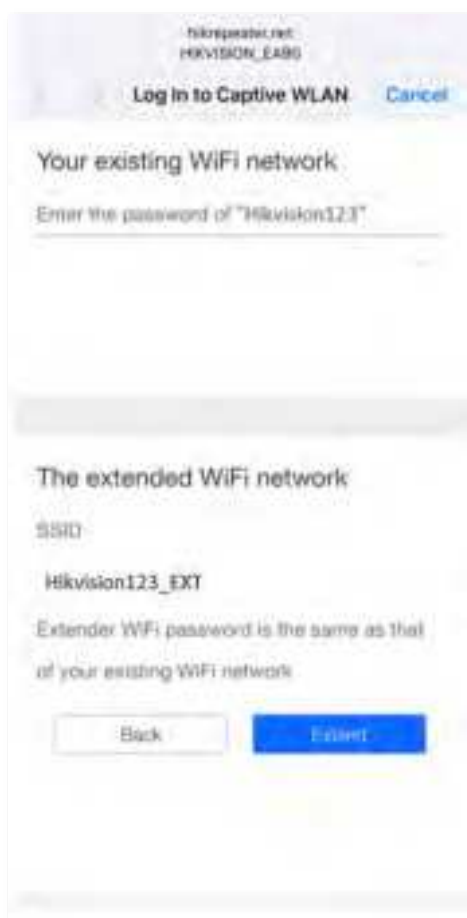 hikrepeater.net
Log In to Captive WLAN Cancel
Your existing WiFi network
Enter the password of "Hikvision123"
The extended WiFi network
SSID
Hikvision123_EXT
Extender WiFi password is the same as that
of your existing WiFi network
Back Extend